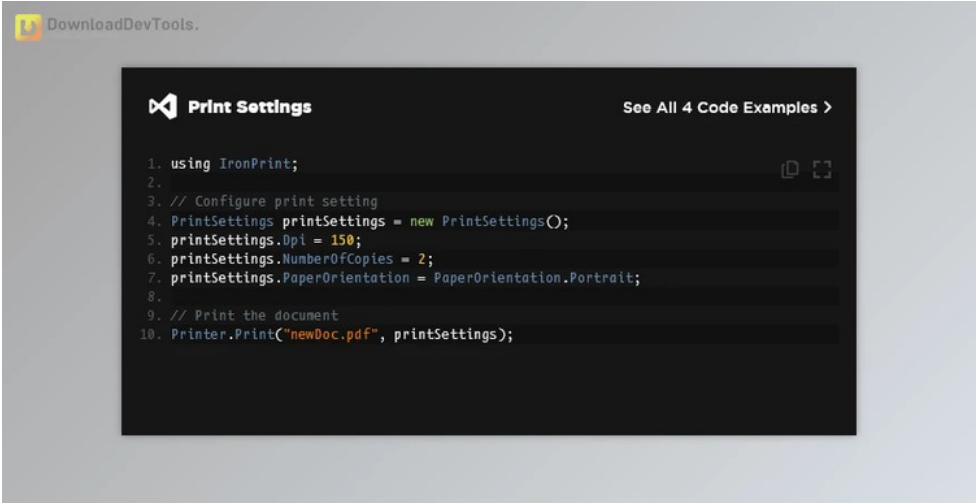 DownloadDevTools.
Print Settings
See All 4 Code Examples >
1. using IronPrint;
2.
3. // Configure print setting
4. PrintSettings printSettings = new PrintSettings();
5. printSettings.Dpi = 150;
6. printSettings.NumberOfCopies = 2;
7. printSettings.PaperOrientation = PaperOrientation.Portrait;
8.
9. // Print the document
10. Printer.Print("newDoc.pdf", printSettings);